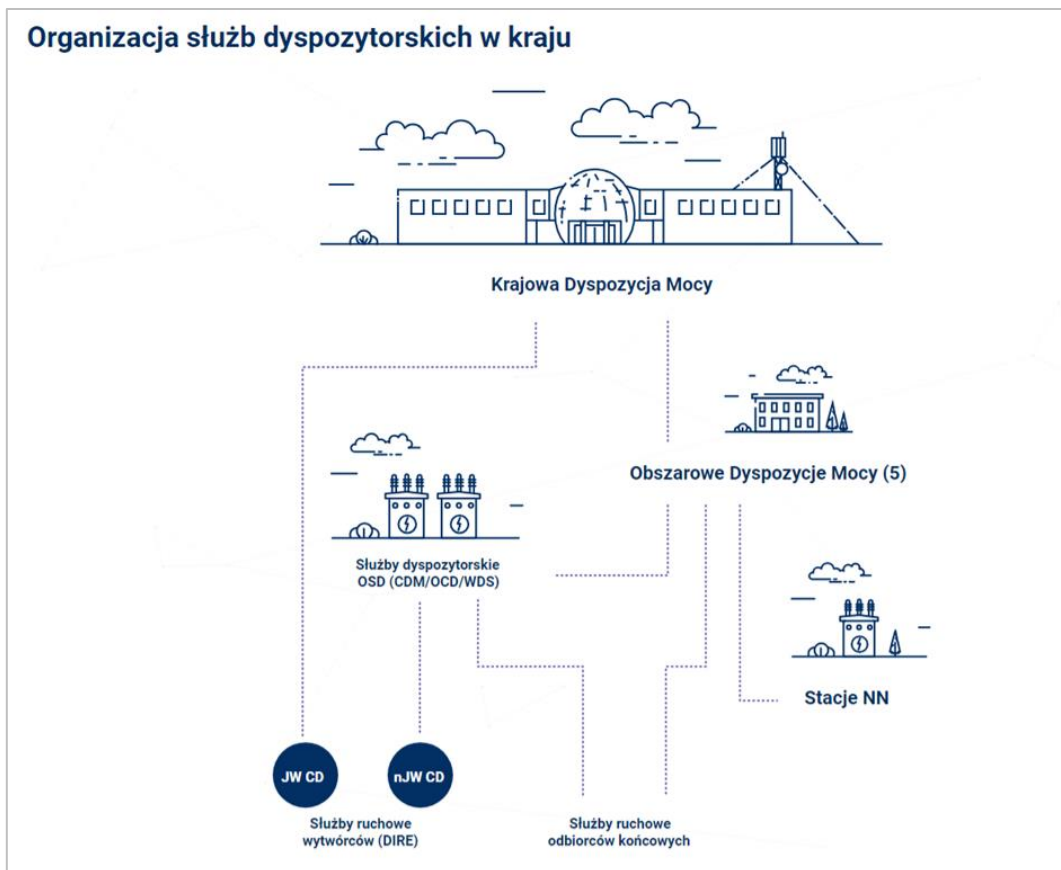 Organizacja służb dyspozytorskich w kraju
Krajowa Dyspozycja Mocy
Obszarowe Dyspozycje Mocy (5)
Służby dyspozytorskie
OSD (CDM/OCD/WDS)
Stacje NN
JW CD
nJW CD
Służby ruchowe
wytwórców (DIRE)
Służby ruchowe
odbiorców końcowych